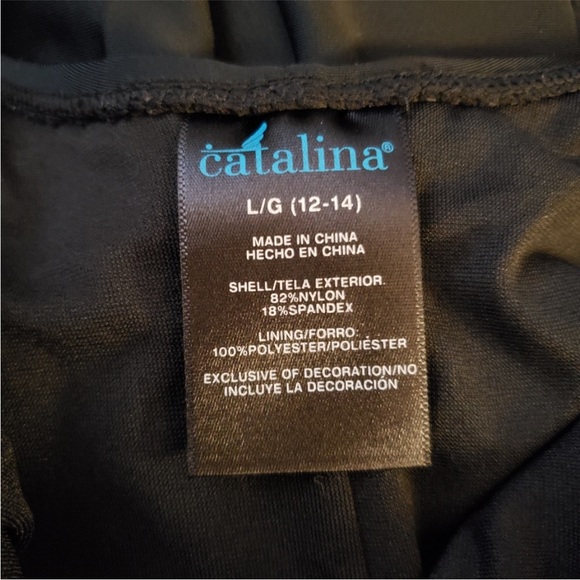 catalina®
L/G (12-14)
MADE IN CHINA
HECHO EN CHINA
SHELL/TELA EXTERIOR:
82%NYLON
18%SPANDEX
LINING/FORRO:
100%POLYESTER/POLIÉSTER
EXCLUSIVE OF DECORATION/NO
INCLUYE LA DECORACIÓN